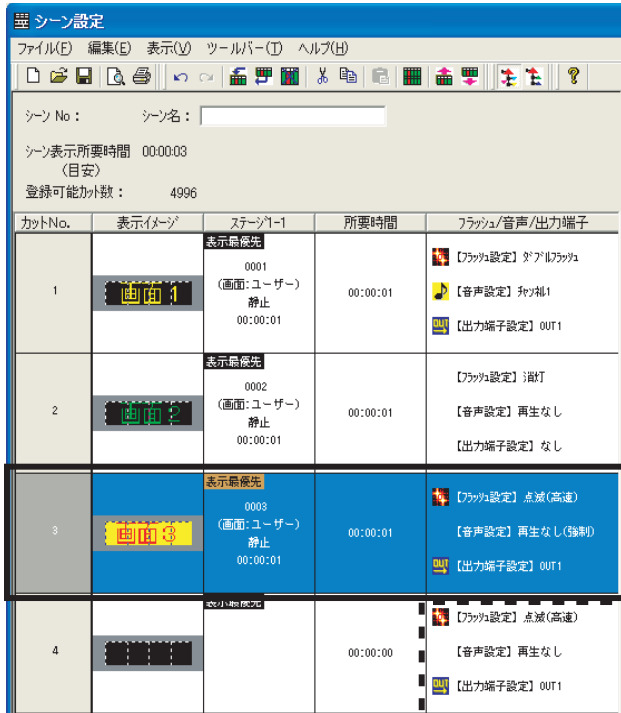 シーン設定
ファイル(F) 編集(E) 表示(V) ツールバー(T) ヘルプ(H)
シーン No： シーン名：
シーン表示所要時間 00:00:03
(目安)
登録可能カット数： 4996
カットNo. 表示イメージ ステージ1-1 所要時間 フラッシュ/音声/出力端子
1
画面1
表示最優先
0001
(画面:ユーザー)
静止
00:00:01
00:00:01
【フラッシュ設定】ダブルフラッシュ
【音声設定】チャンネル1
【出力端子設定】OUT1
2
画面2
表示最優先
0002
(画面:ユーザー)
静止
00:00:01
00:00:01
【フラッシュ設定】消灯
【音声設定】再生なし
【出力端子設定】なし
3
画面3
表示最優先
0003
(画面:ユーザー)
静止
00:00:01
00:00:01
【フラッシュ設定】点滅(高速)
【音声設定】再生なし(強制)
【出力端子設定】OUT1
4
表示最優先
00:00:00
【フラッシュ設定】点滅(高速)
【音声設定】再生なし
【出力端子設定】OUT1